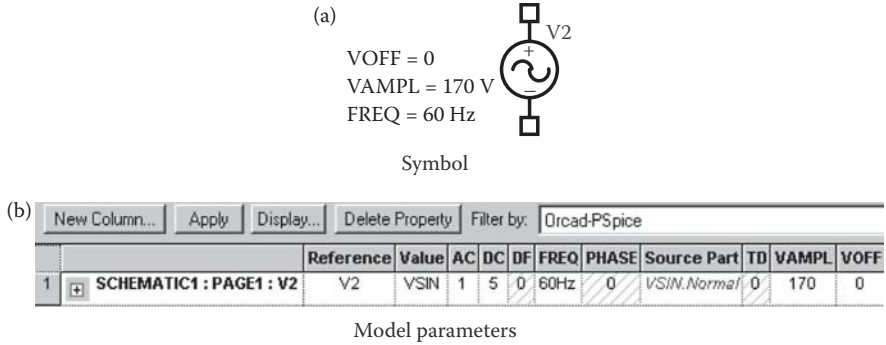 (a)
V2
VOFF = 0
VAMPL = 170 V
FREQ = 60 Hz
+
−
Symbol
(b)
New Column... Apply Display... Delete Property Filter by: Orcad-PSpice
Reference Value AC DC DF FREQ PHASE Source Part TD VAMPL VOFF
1 + SCHEMATIC1 : PAGE1 : V2 V2 VSIN 1 5 0 60Hz 0 VSIN.Normal 0 170 0
Model parameters